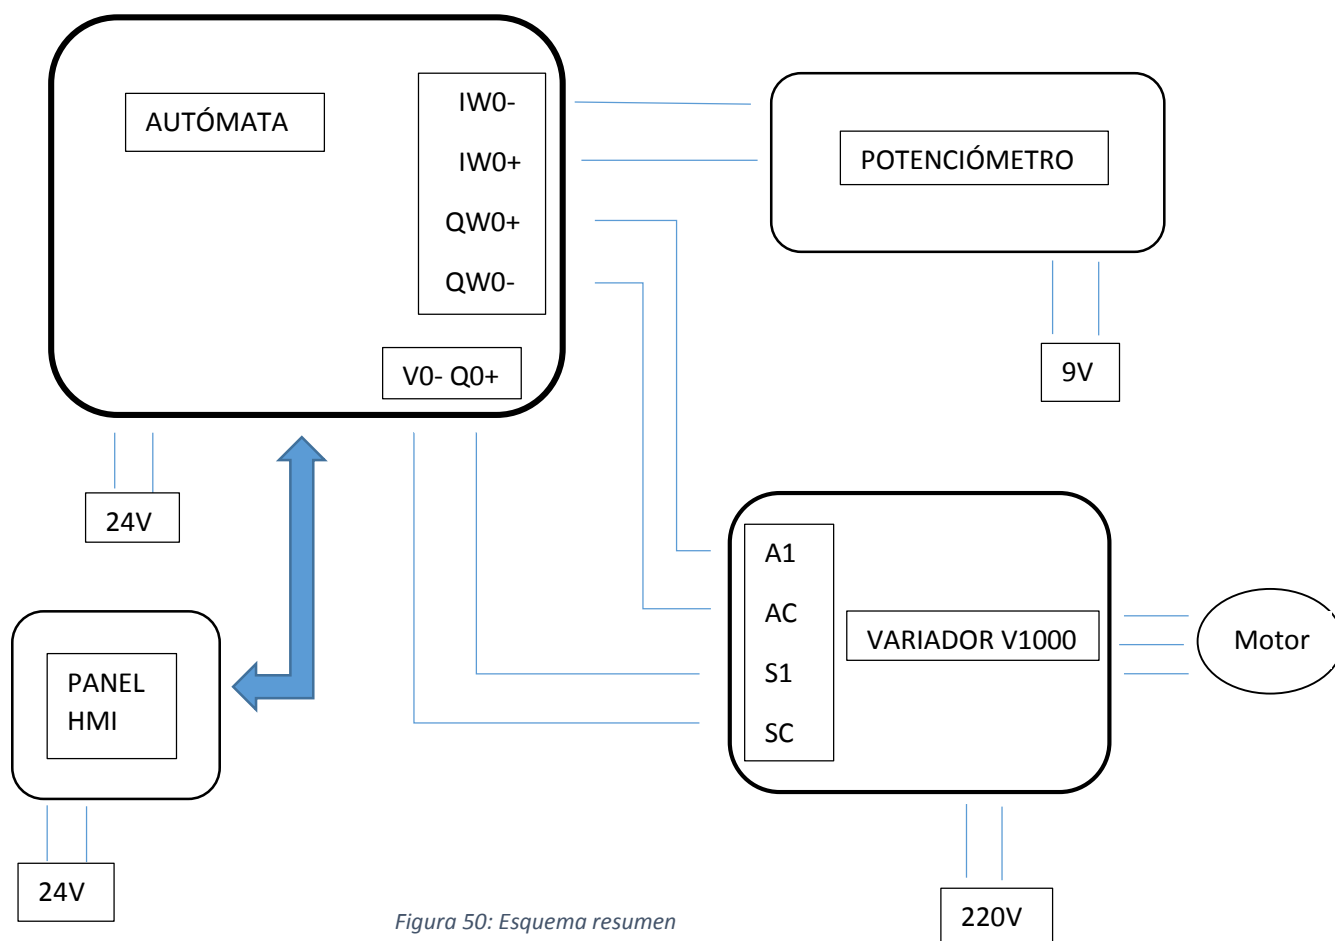 AUTÓMATA
IW0-
IW0+
QW0+
QW0-
V0- Q0+
POTENCIÓMETRO
9V
24V
A1
AC
S1
SC
VARIADOR V1000
Motor
PANEL
HMI
24V
220V
Figura 50: Esquema resumen